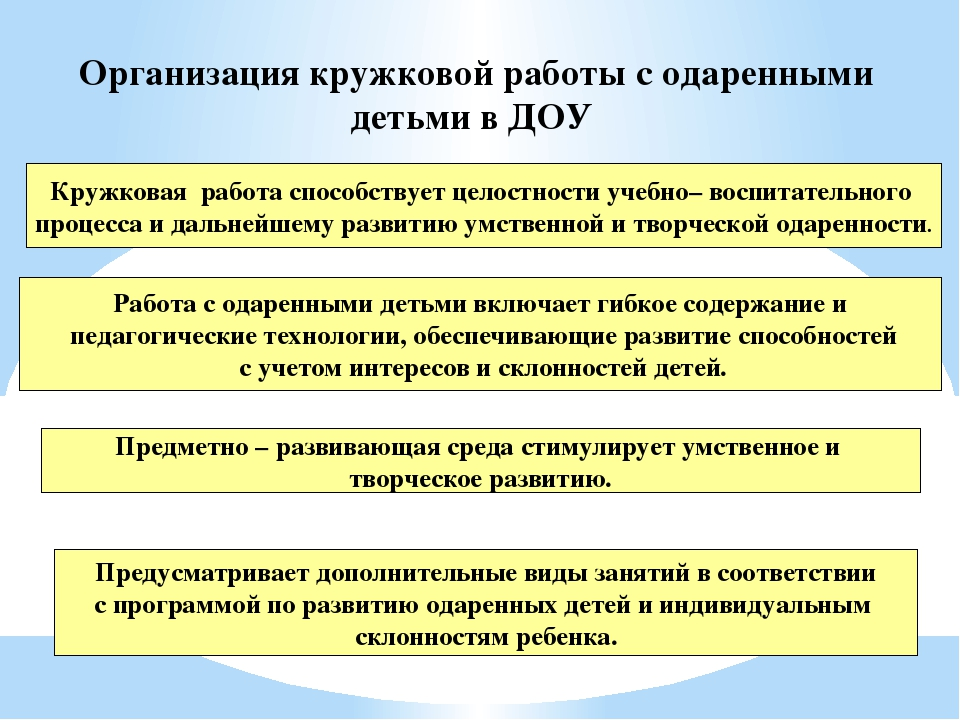 Организация кружковой работы с одаренными
детьми в ДОУ
Кружковая  работа способствует целостности учебно– воспитательного
процесса и дальнейшему развитию умственной и творческой одаренности.
Работа с одаренными детьми включает гибкое содержание и
педагогические технологии, обеспечивающие развитие способностей
с учетом интересов и склонностей детей.
Предметно – развивающая среда стимулирует умственное и
творческое развитию.
Предусматривает дополнительные виды занятий в соответствии
с программой по развитию одаренных детей и индивидуальным
склонностям ребенка.